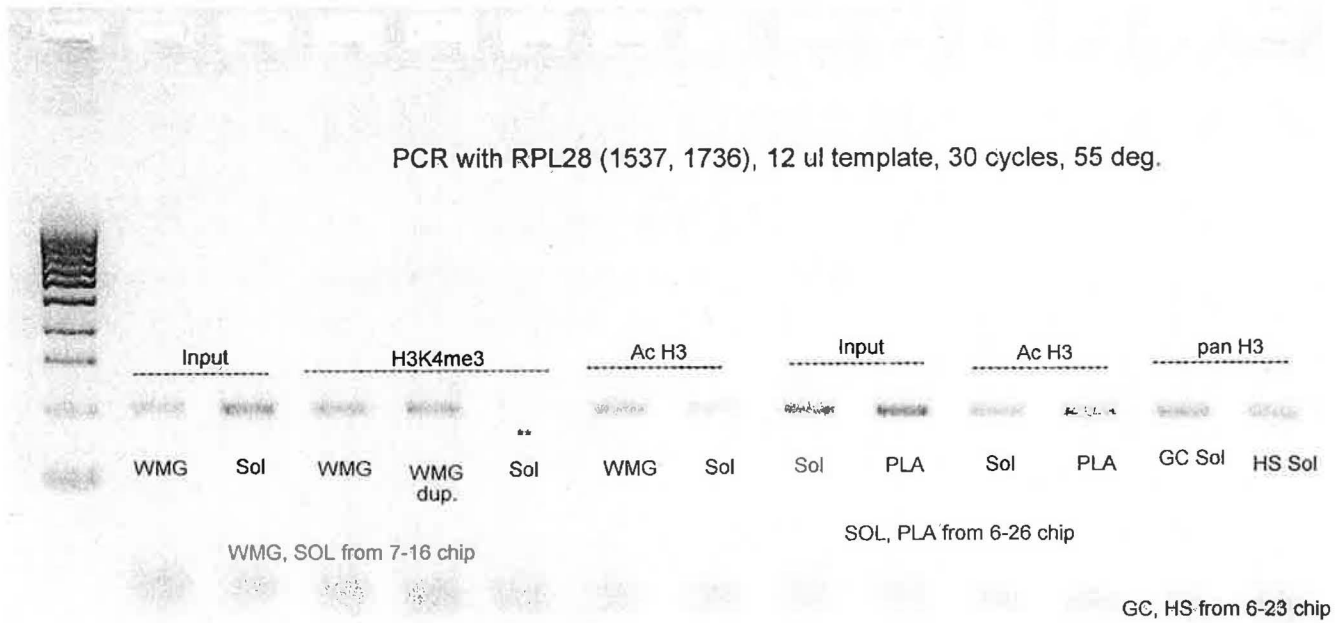 PCR with RPL28 (1537, 1736), 12 ul template, 30 cycles, 55 deg.
Input H3K4me3 Ac H3 Input Ac H3 pan H3
**
WMG Sol WMG WMG dup. Sol WMG Sol Sol PLA Sol PLA GC Sol HS Sol
WMG, SOL from 7-16 chip
SOL, PLA from 6-26 chip
GC, HS from 6-23 chip